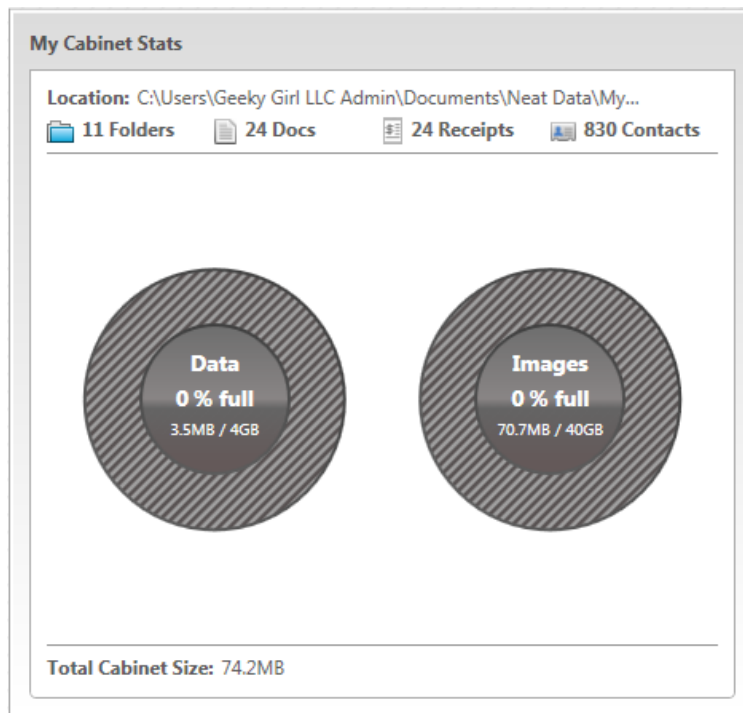 My Cabinet Stats
Location: C:\Users\Geeky Girl LLC Admin\Documents\Neat Data\My...
11 Folders 24 Docs 24 Receipts 830 Contacts
Data
0 % full
3.5MB / 4GB
Images
0 % full
70.7MB / 40GB
Total Cabinet Size: 74.2MB